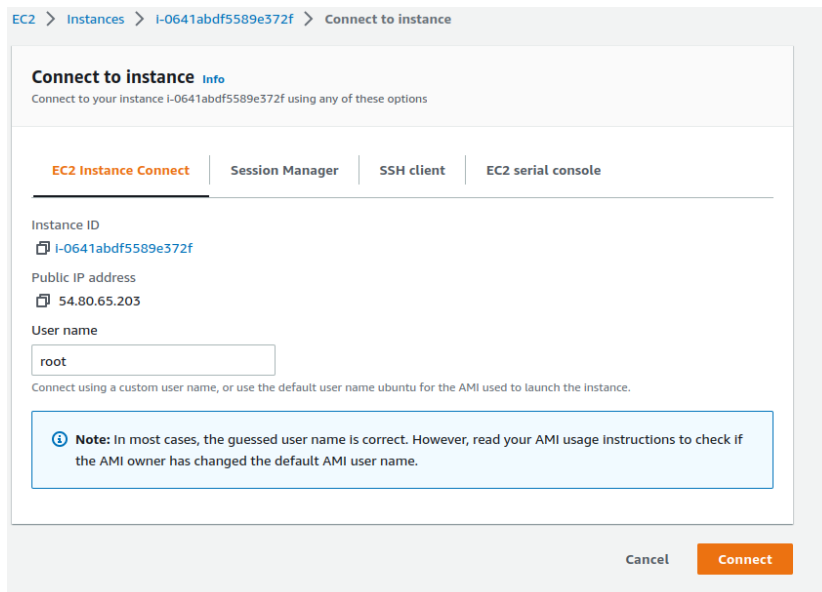 EC2 > Instances > i-0641abdf5589e372f > Connect to instance
Connect to instance Info
Connect to your instance i-0641abdf5589e372f using any of these options
EC2 Instance Connect Session Manager SSH client EC2 serial console
Instance ID
i-0641abdf5589e372f
Public IP address
54.80.65.203
User name
root
Connect using a custom user name, or use the default user name ubuntu for the AMI used to launch the instance.
Note: In most cases, the guessed user name is correct. However, read your AMI usage instructions to check if
the AMI owner has changed the default AMI user name.
Cancel Connect